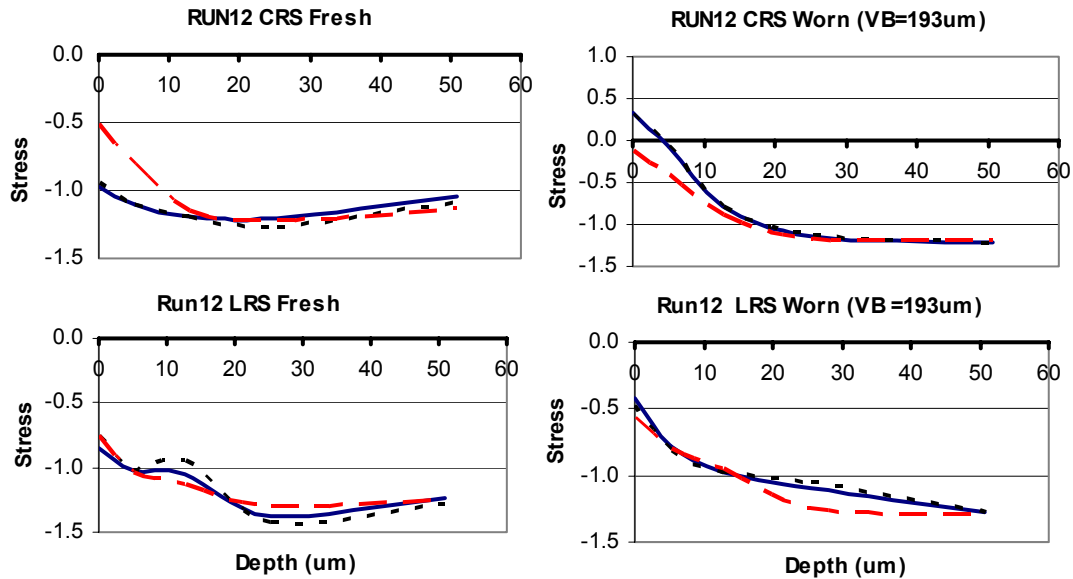 RUN12 CRS Fresh
0.0
0 10 20 30 40 50 60
-0.5
-1.0
-1.5
Stress
RUN12 CRS Worn (VB=193um)
1.0
0.5
0.0
0 10 20 30 40 50 60
-0.5
-1.0
-1.5
Stress
Run12 LRS Fresh
0.0
0 10 20 30 40 50 60
-0.5
-1.0
-1.5
Stress
Depth (um)
Run12 LRS Worn (VB =193um)
0.0
0 10 20 30 40 50 60
-0.5
-1.0
-1.5
Stress
Depth (um)